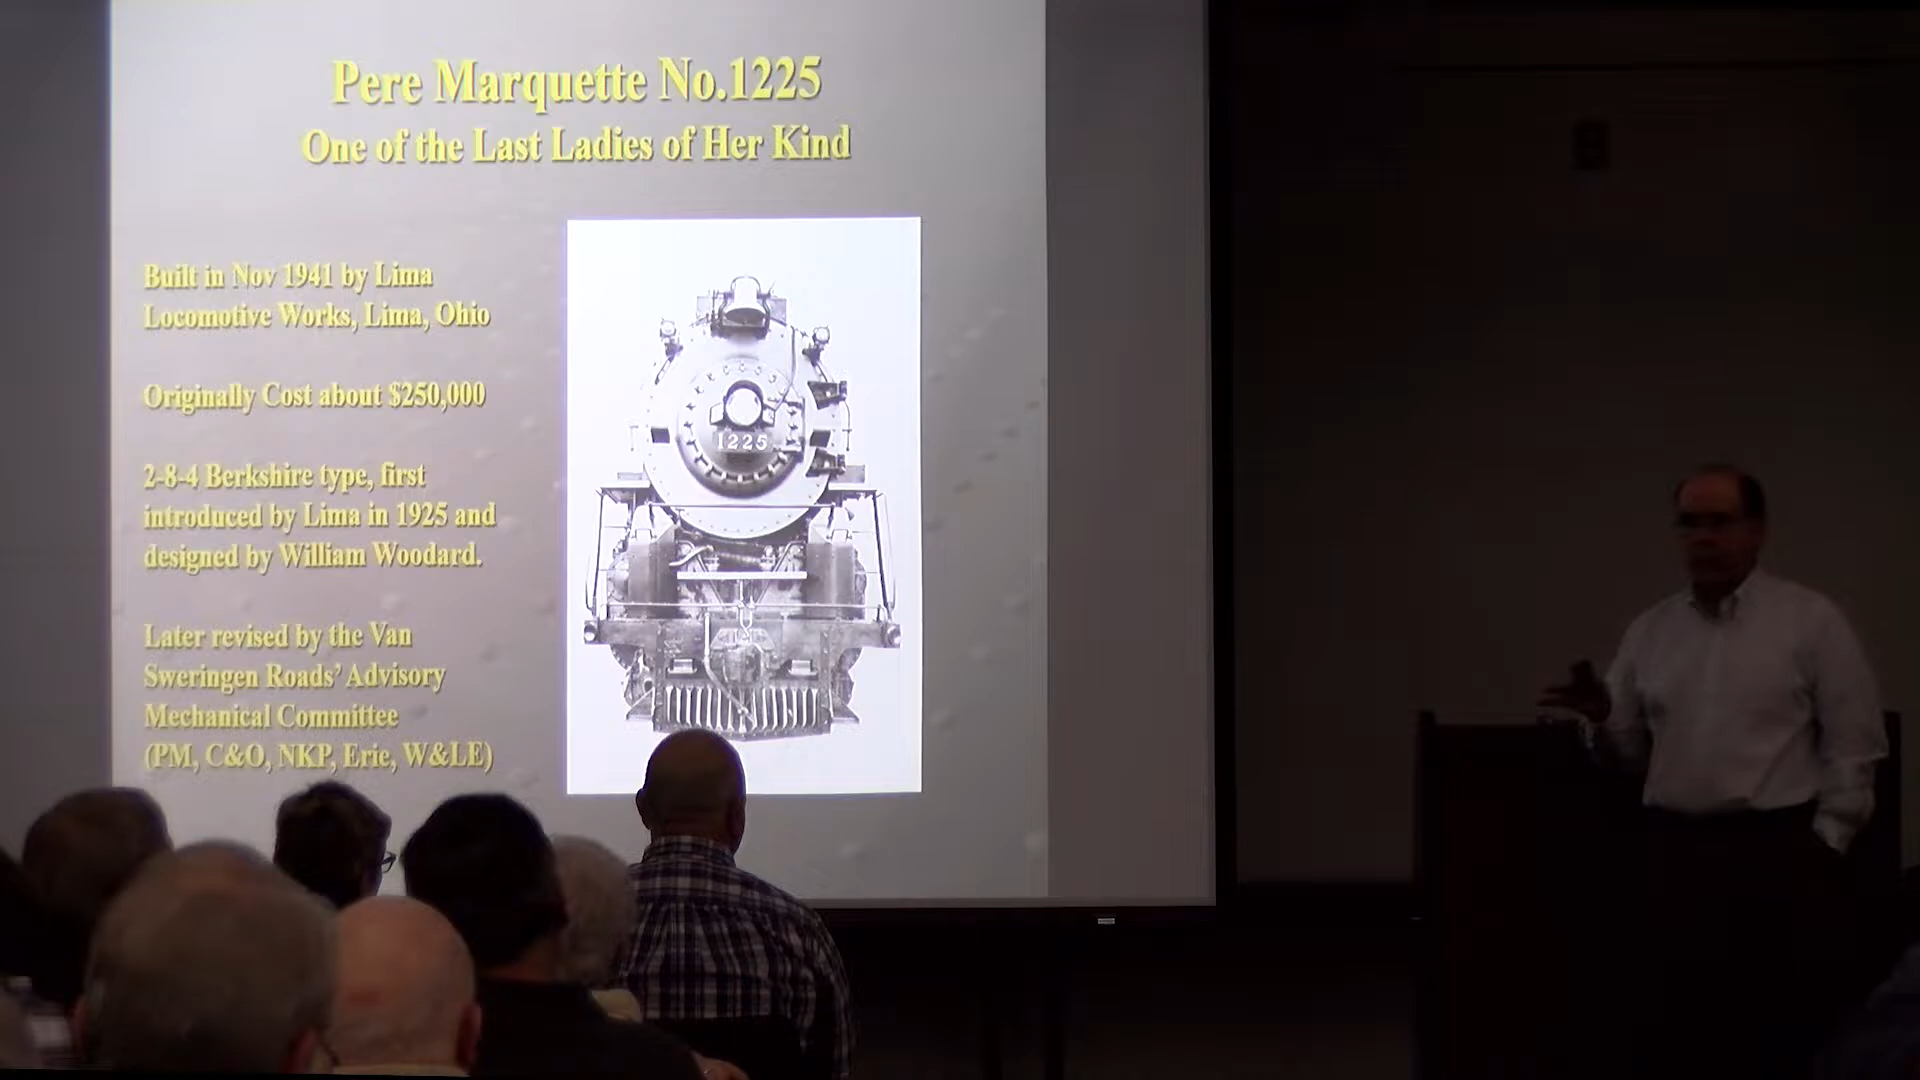 Pere Marquette No.1225
One of the Last Ladies of Her Kind
Built in Nov 1941 by Lima
Locomotive Works, Lima, Ohio
Originally Cost about $250,000
2-8-4 Berkshire type, first
introduced by Lima in 1925 and
designed by William Woodard.
Later revised by the Van
Sweringen Roads' Advisory
Mechanical Committee
(PM, C&O, NKP, Erie, W&LE)
1225